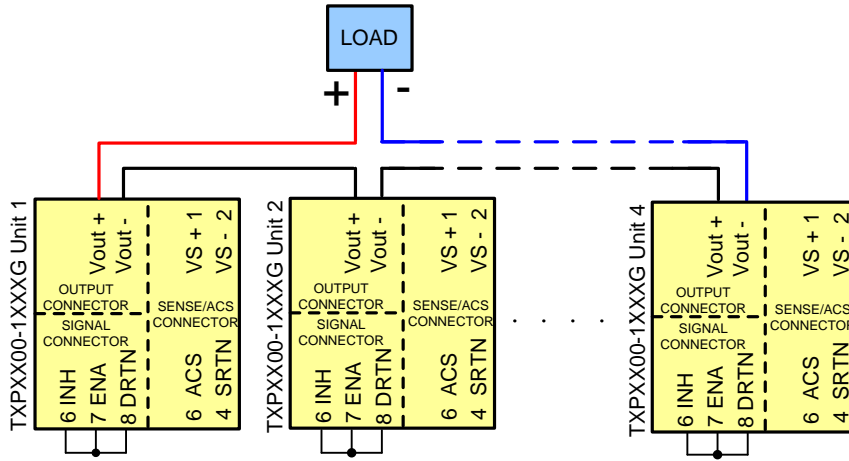 LOAD
+ -
TXPXX00-1XXXG Unit 1
Vout +
Vout -
VS + 1
VS - 2
OUTPUT
CONNECTOR
SIGNAL
CONNECTOR
SENSE/ACS
CONNECTOR
6 INH
7 ENA
8 DRTN
6 ACS
4 SRTN
TXPXX00-1XXXG Unit 2
Vout +
Vout -
VS + 1
VS - 2
OUTPUT
CONNECTOR
SIGNAL
CONNECTOR
SENSE/ACS
CONNECTOR
6 INH
7 ENA
8 DRTN
6 ACS
4 SRTN
. . . . .
TXPXX00-1XXXG Unit 4
Vout +
Vout -
VS + 1
VS - 2
OUTPUT
CONNECTOR
SIGNAL
CONNECTOR
SENSE/ACS
CONNECTOR
6 INH
7 ENA
8 DRTN
6 ACS
4 SRTN